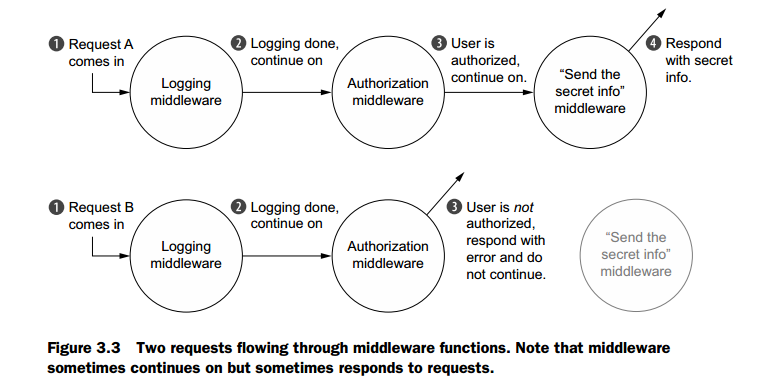 1 Request A
comes in
Logging
middleware
2 Logging done,
continue on
Authorization
middleware
3 User is
authorized,
continue on.
“Send the
secret info”
middleware
4 Respond
with secret
info.
1 Request B
comes in
Logging
middleware
2 Logging done,
continue on
Authorization
middleware
3 User is not
authorized,
respond with
error and do
not continue.
“Send the
secret info”
middleware
Figure 3.3 Two requests flowing through middleware functions. Note that middleware
sometimes continues on but sometimes responds to requests.